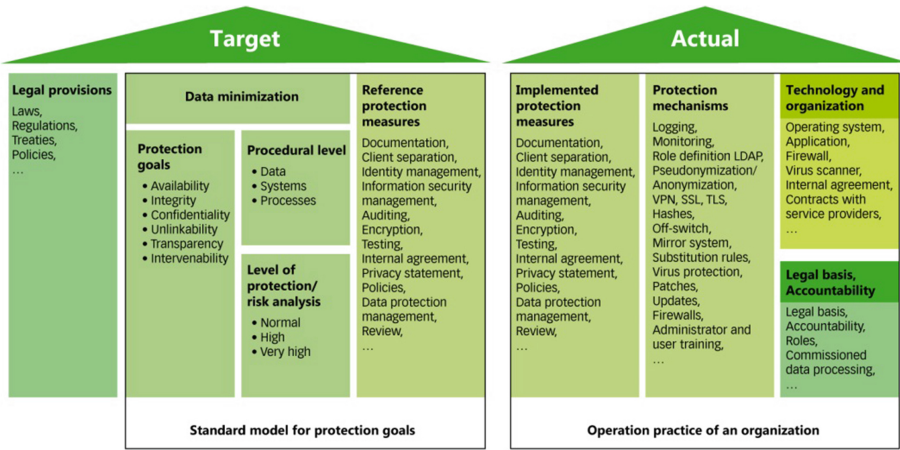 Target
Legal provisions
Laws,
Regulations,
Treaties,
Policies,
...
Data minimization
Protection
goals
• Availability
• Integrity
• Confidentiality
• Unlinkability
• Transparency
• Intervenability
Procedural level
• Data
• Systems
• Processes
Level of
protection/
risk analysis
• Normal
• High
• Very high
Reference
protection
measures
Documentation,
Client separation,
Identity management,
Information security
management,
Auditing,
Encryption,
Testing,
Internal agreement,
Privacy statement,
Policies,
Data protection
management,
Review,
...
Standard model for protection goals
Actual
Implemented
protection
measures
Documentation,
Client separation,
Identity management,
Information security
management,
Auditing,
Encryption,
Testing,
Internal agreement,
Privacy statement,
Policies,
Data protection
management,
Review,
...
Protection
mechanisms
Logging,
Monitoring,
Role definition LDAP,
Pseudonymization/
Anonymization,
VPN, SSL, TLS,
Hashes,
Off-switch,
Mirror system,
Substitution rules,
Virus protection,
Patches,
Updates,
Firewalls,
Administrator and
user training,
...
Technology and
organization
Operating system,
Application,
Firewall,
Virus scanner,
Internal agreement,
Contracts with
service providers,
...
Legal basis,
Accountability
Legal basis,
Accountability,
Roles,
Commissioned
data processing,
...
Operation practice of an organization